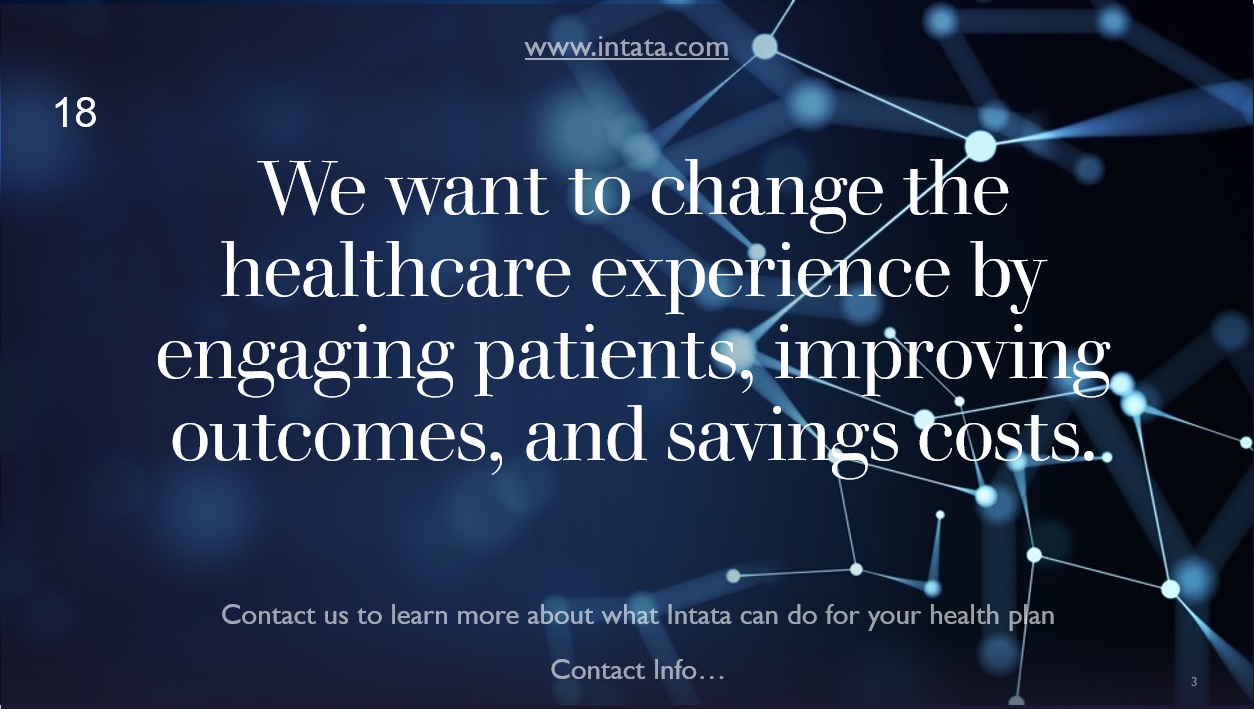 www.intata.com
18
We want to change the
healthcare experience by
engaging patients, improving
outcomes, and savings costs.
Contact us to learn more about what Intata can do for your health plan
Contact Info…
3